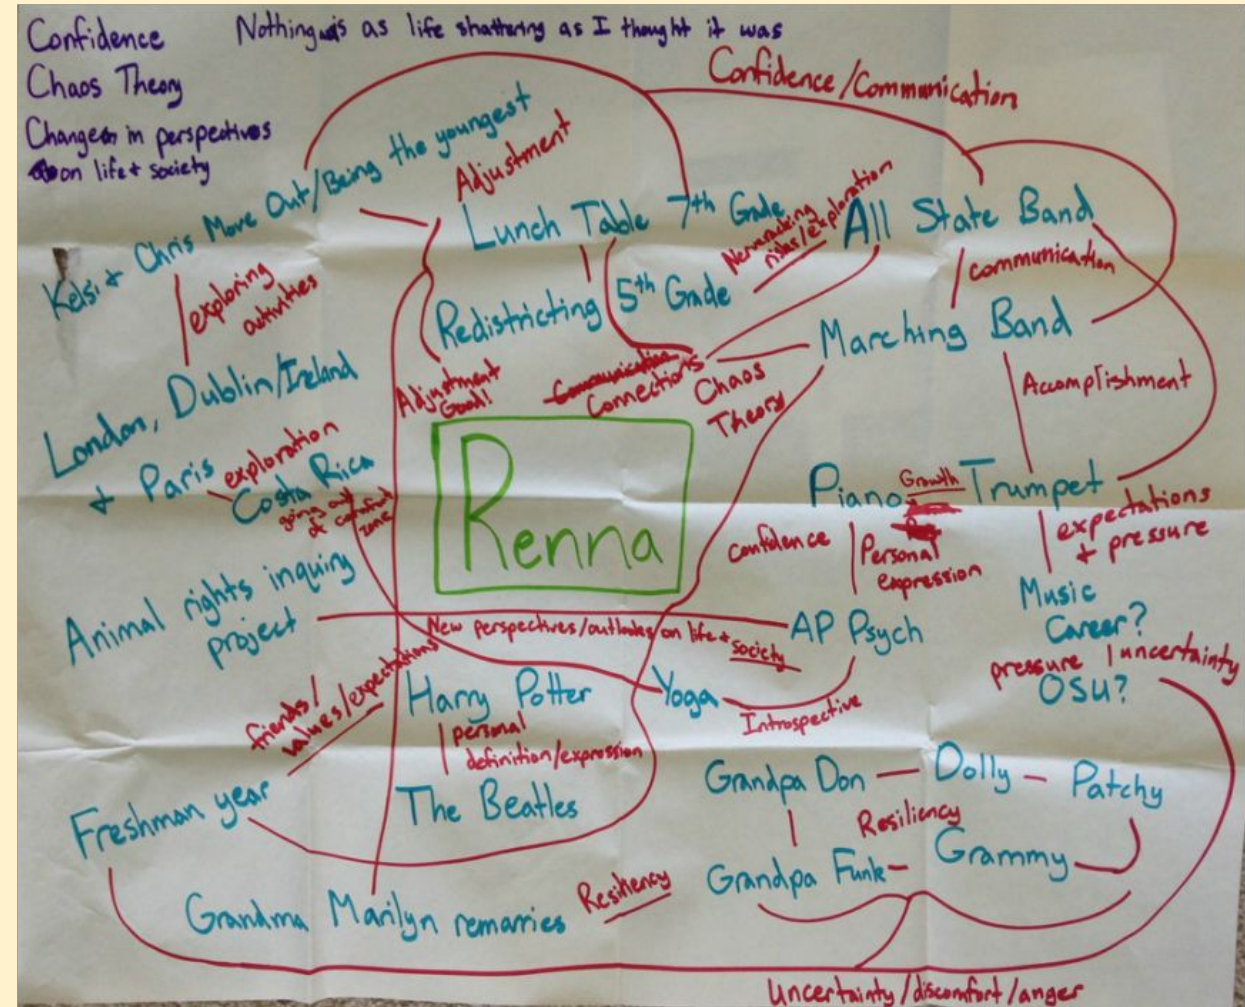 Confidence
Nothing is as life shattering as I thought it was
Chaos Theory
Change in perspectives
on life + society
Confidence/Communication
Kelsi + Chris Move Out/Being the youngest
Adjustment
Lunch Table 7th Grade
Nerveracking
risks/exploration
All State Band
exploring
activities
Redistricting 5th Grade
communication
Marching Band
London, Dublin/Ireland
+ Paris
Adjustment
Good!
Communication
Connections
Chaos
Theory
Accomplishment
exploration
Costa Rica
going out
of comfort
zone
Renna
Piano
Growth
Trumpet
confidence
Personal
expression
expectations
+ pressure
Animal rights inquiry
project
New perspectives/outlooks on life +
society
AP Psych
Music
Career?
pressure
uncertainty
OSU?
friends/
values/expectations
Harry Potter
personal
definition/expression
Yoga
Introspective
Freshman year
The Beatles
Grandpa Don
Dolly
Patchy
Resiliency
Grandma Marilyn remarries
Resiliency
Grandpa Funk
Grammy
Uncertainty/discomfort/anger